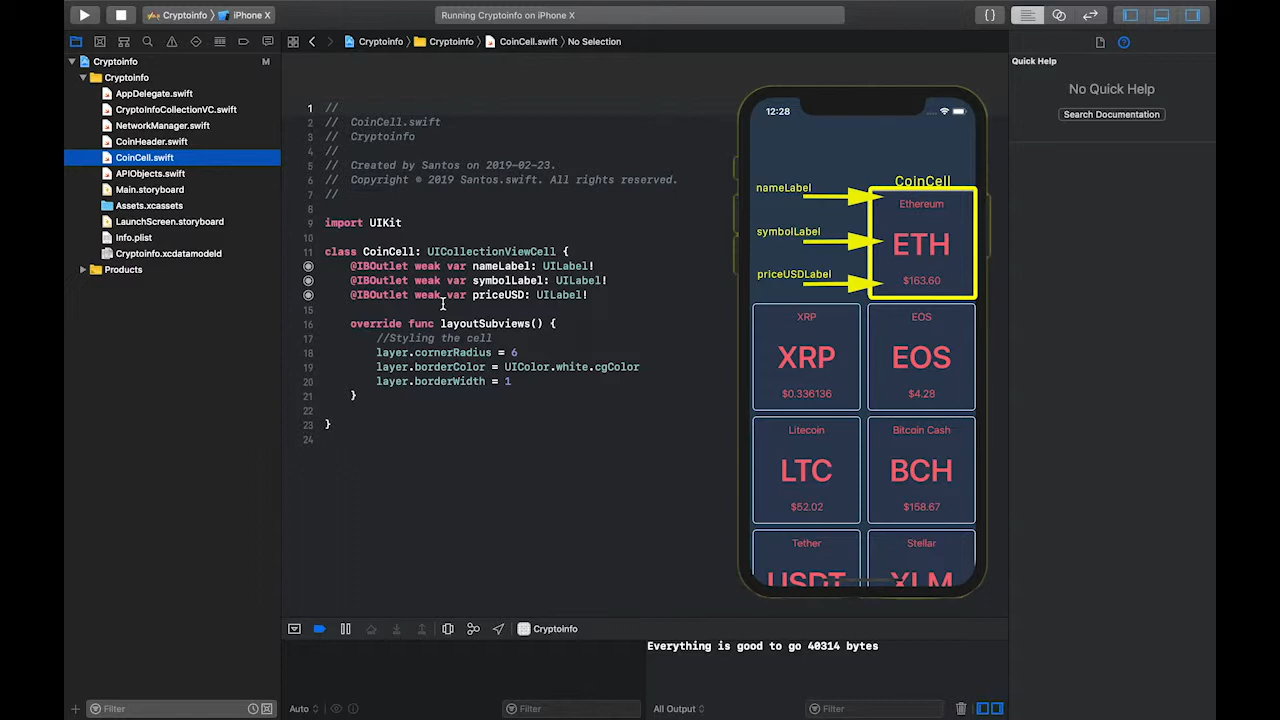 Cryptoinfo
iPhone X
Running Cryptoinfo on iPhone X
{ }
Cryptoinfo
Cryptoinfo
CoinCell.swift
No Selection
Cryptoinfo
M
Cryptoinfo
AppDelegate.swift
CryptoInfoCollectionVC.swift
NetworkManager.swift
CoinHeader.swift
CoinCell.swift
APIObjects.swift
Main.storyboard
Assets.xcassets
LaunchScreen.storyboard
Info.plist
Cryptoinfo.xcdatamodeld
Products
Filter
1 //
2 // CoinCell.swift
3 // Cryptoinfo
4 //
5 // Created by Santos on 2019-02-23.
6 // Copyright © 2019 Santos.swift. All rights reserved.
7 //
8
9 import UIKit
10
11 class CoinCell: UICollectionViewCell {
@IBOutlet weak var nameLabel: UILabel!
@IBOutlet weak var symbolLabel: UILabel!
@IBOutlet weak var priceUSD: UILabel!
15
16 override func layoutSubviews() {
17 //Styling the cell
18 layer.cornerRadius = 6
19 layer.borderColor = UIColor.white.cgColor
20 layer.borderWidth = 1
21 }
22
23 }
24
12:28
CoinCell
nameLabel
symbolLabel
priceUSDLabel
Ethereum
ETH
$163.60
XRP
XRP
$0.336136
EOS
EOS
$4.28
Litecoin
LTC
$52.02
Bitcoin Cash
BCH
$158.67
Tether
USDT
Stellar
XLM
Cryptoinfo
Everything is good to go 40314 bytes
Auto
Filter
All Output
Filter
Quick Help
No Quick Help
Search Documentation